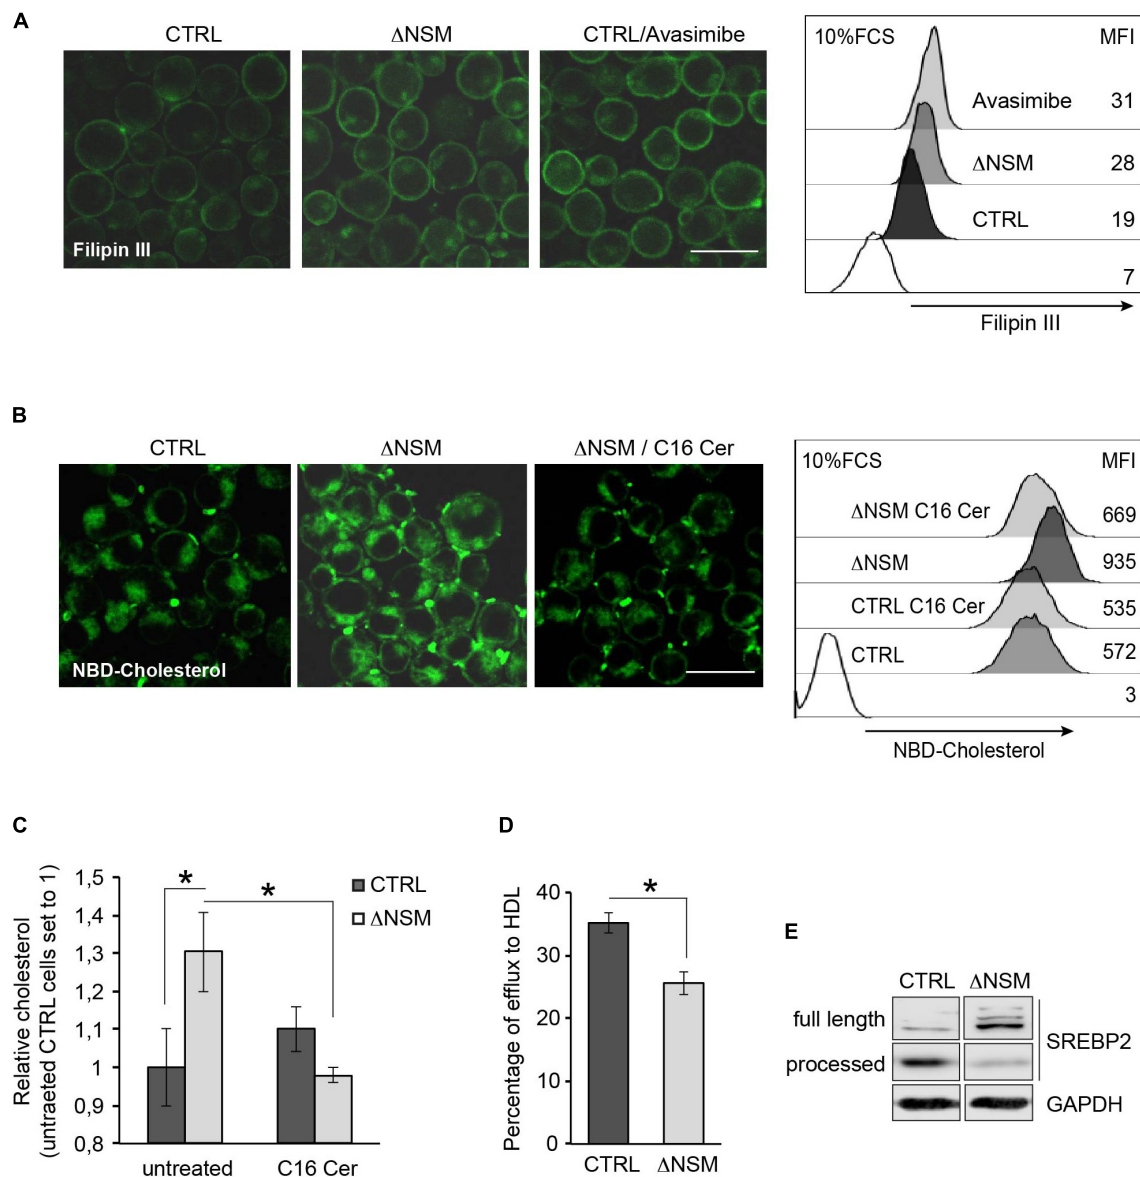 A
CTRL
ΔNSM
CTRL/Avasimibe
Filipin III
10%FCS MFI
Avasimibe 31
ΔNSM 28
CTRL 19
7
Filipin III
B
CTRL
ΔNSM
ΔNSM / C16 Cer
NBD-Cholesterol
10%FCS MFI
ΔNSM C16 Cer 669
ΔNSM 935
CTRL C16 Cer 535
CTRL 572
3
NBD-Cholesterol
C
Relative cholesterol
(untraeted CTRL cells set to 1)
1,5
1,4
1,3
1,2
1,1
1
0,9
0,8
*
*
CTRL
ΔNSM
untreated
C16 Cer
D
Percentage of efflux to HDL
40
30
20
10
0
*
CTRL
ΔNSM
E
CTRL ΔNSM
full length
processed
SREBP2
GAPDH